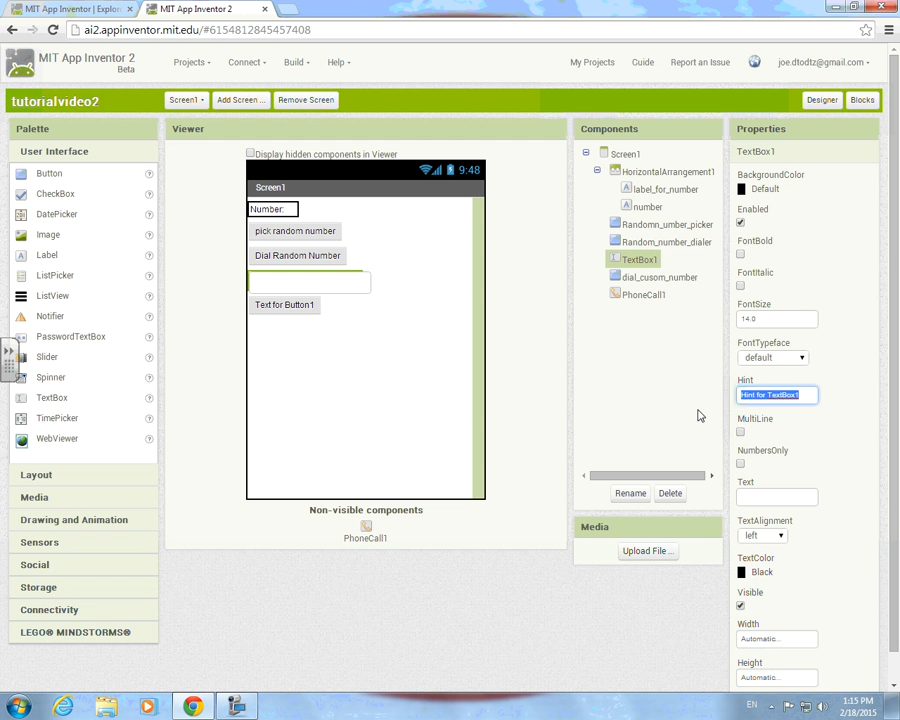 MIT App Inventor | Explor
MIT App Inventor 2
ai2.appinventor.mit.edu/#6154812845457408
MIT App Inventor 2
Beta
Projects
Connect
Build
Help
My Projects
Guide
Report an Issue
joe.dtodtz@gmail.com
tutorialvideo2
Screen1
Add Screen ...
Remove Screen
Designer
Blocks
Palette
User Interface
Button
CheckBox
DatePicker
Image
Label
ListPicker
ListView
Notifier
PasswordTextBox
Slider
Spinner
TextBox
TimePicker
WebViewer
Layout
Media
Drawing and Animation
Sensors
Social
Storage
Connectivity
LEGO® MINDSTORMS®
Viewer
Display hidden components in Viewer
9:48
Screen1
Number:
pick random number
Dial Random Number
Text for Button1
Non-visible components
PhoneCall1
Components
Screen1
HorizontalArrangement1
label_for_number
number
Randomn_umber_picker
Random_number_dialer
TextBox1
dial_cusom_number
PhoneCall1
Rename
Delete
Media
Upload File ...
Properties
TextBox1
BackgroundColor
Default
Enabled
FontBold
FontItalic
FontSize
14.0
FontTypeface
default
Hint
Hint for TextBox1
MultiLine
NumbersOnly
Text
TextAlignment
left
TextColor
Black
Visible
Width
Automatic...
Height
Automatic...
EN
1:15 PM
2/18/2015